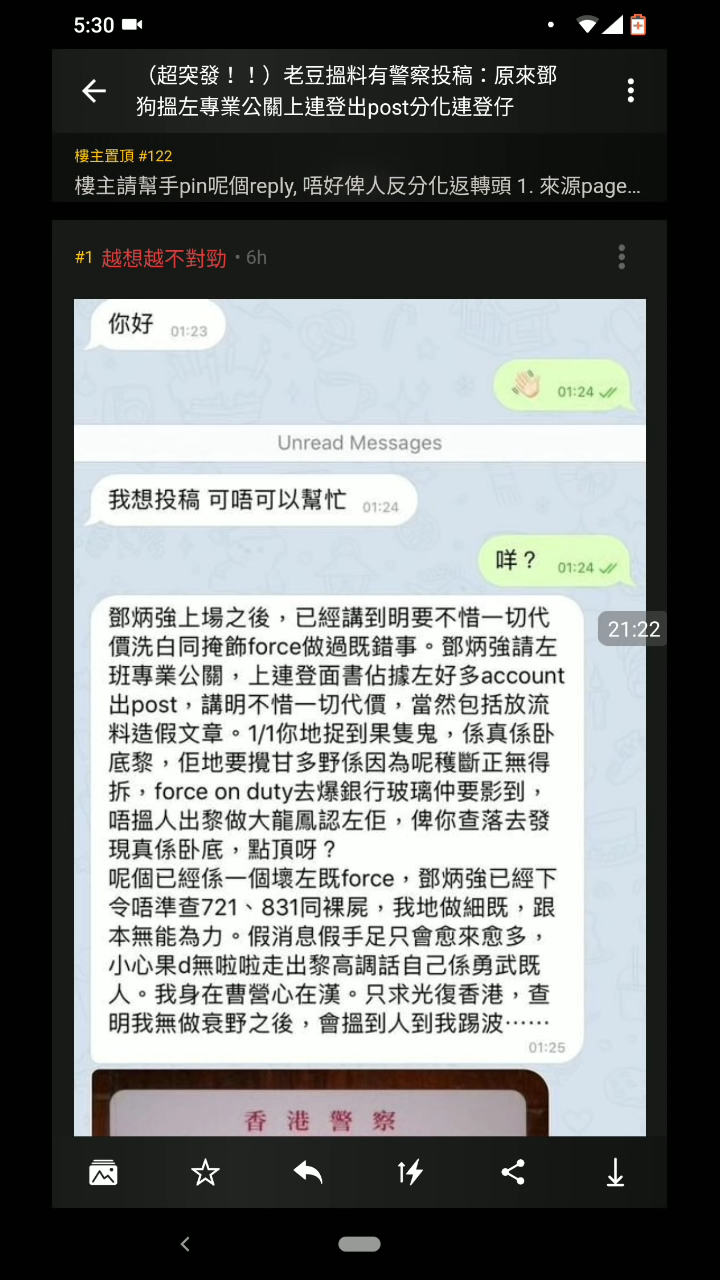 5:30
（超突發！！）老豆搵料有警察投稿：原來鄧
狗搵左專業公關上連登出post分化連登仔
樓主置頂 #122
樓主請幫手pin呢個reply, 唔好俾人反分化返轉頭 1. 來源page…
#1 越想越不對勁 • 6h
你好 01:23
👋🏻 01:24
Unread Messages
我想投稿 可唔可以幫忙 01:24
咩？ 01:24
鄧炳強上場之後，已經講到明要不惜一切代
價洗白同掩飾force做過既錯事。鄧炳強請左
班專業公關，上連登面書佔據左好多account
出post，講明不惜一切代價，當然包括放流
料造假文章。1/1你地捉到果隻鬼，係真係卧
底黎，佢地要攪甘多野係因為呢穫斷正無得
拆，force on duty去爆銀行玻璃仲要影到，
唔搵人出黎做大龍鳳認左佢，俾你查落去發
現真係卧底，點頂呀？
呢個已經係一個壞左既force，鄧炳強已經下
令唔準查721、831同裸屍，我地做細既，跟
本無能為力。假消息假手足只會愈來愈多，
小心果d無啦啦走出黎高調話自己係勇武既
人。我身在曹營心在漢。只求光復香港，查
明我無做衰野之後，會搵到人到我踢波⋯⋯
01:25
21:22
香港警察